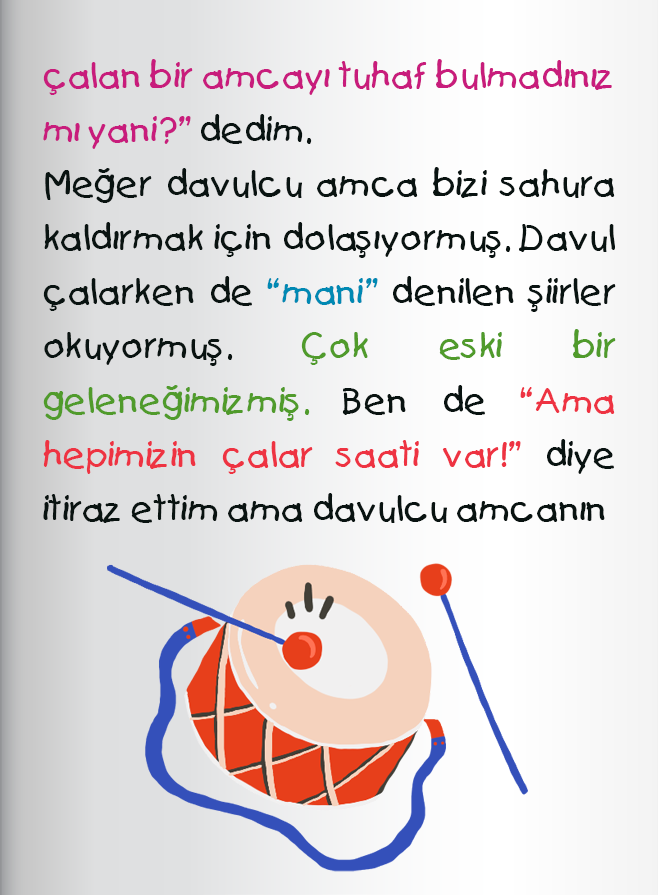 çalan bir amcayı tuhaf bulmadınız
mı yani?” dedim.
Meğer davulcu amca bizi sahura
kaldırmak için dolaşıyormuş. Davul
çalarken de “mani” denilen şiirler
okuyormuş. Çok eski bir
geleneğimizmiş. Ben de “Ama
hepimizin çalar saati var!” diye
itiraz ettim ama davulcu amcanın